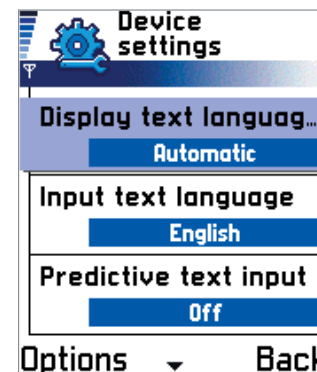 Device
settings
Display text languag...
Automatic
Input text language
English
Predictive text input
Off
Options Back